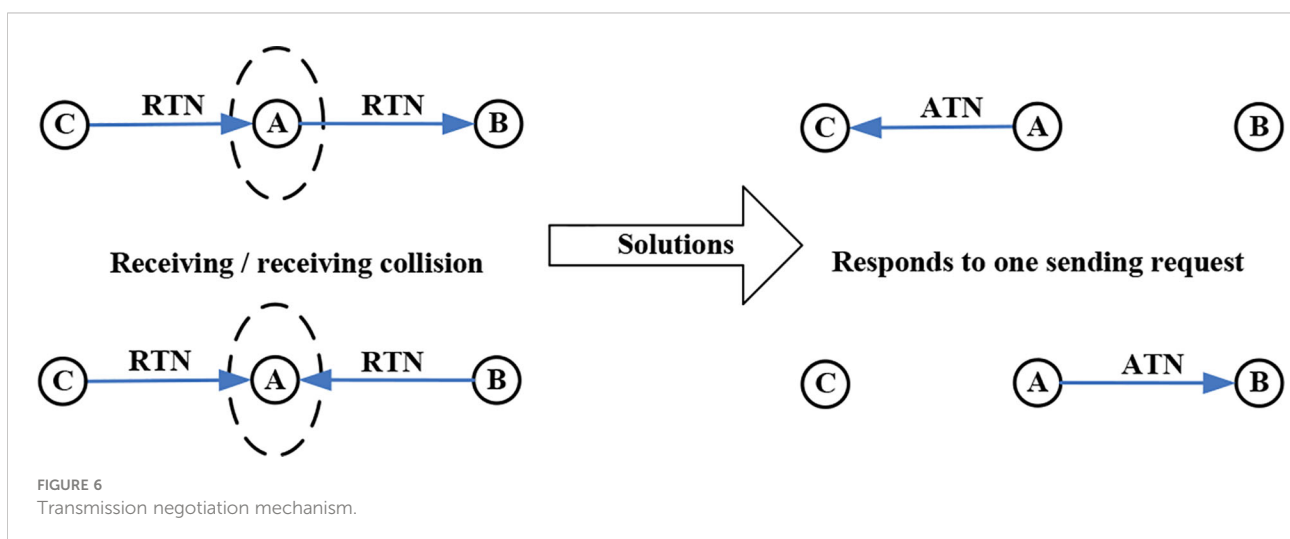 RTN RTN
C A B
ATN
C A B
Receiving / receiving collision
Solutions
Responds to one sending request
RTN RTN
C A B
ATN
C A B
FIGURE 6
Transmission negotiation mechanism.